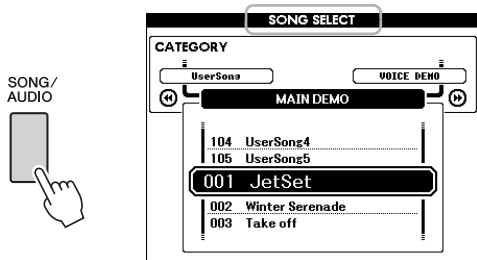 SONG/
AUDIO
SONG SELECT
CATEGORY
UserSong
VOICE DEMO
MAIN DEMO
104 UserSong4
105 UserSong5
001 JetSet
002 Winter Serenade
003 Take off